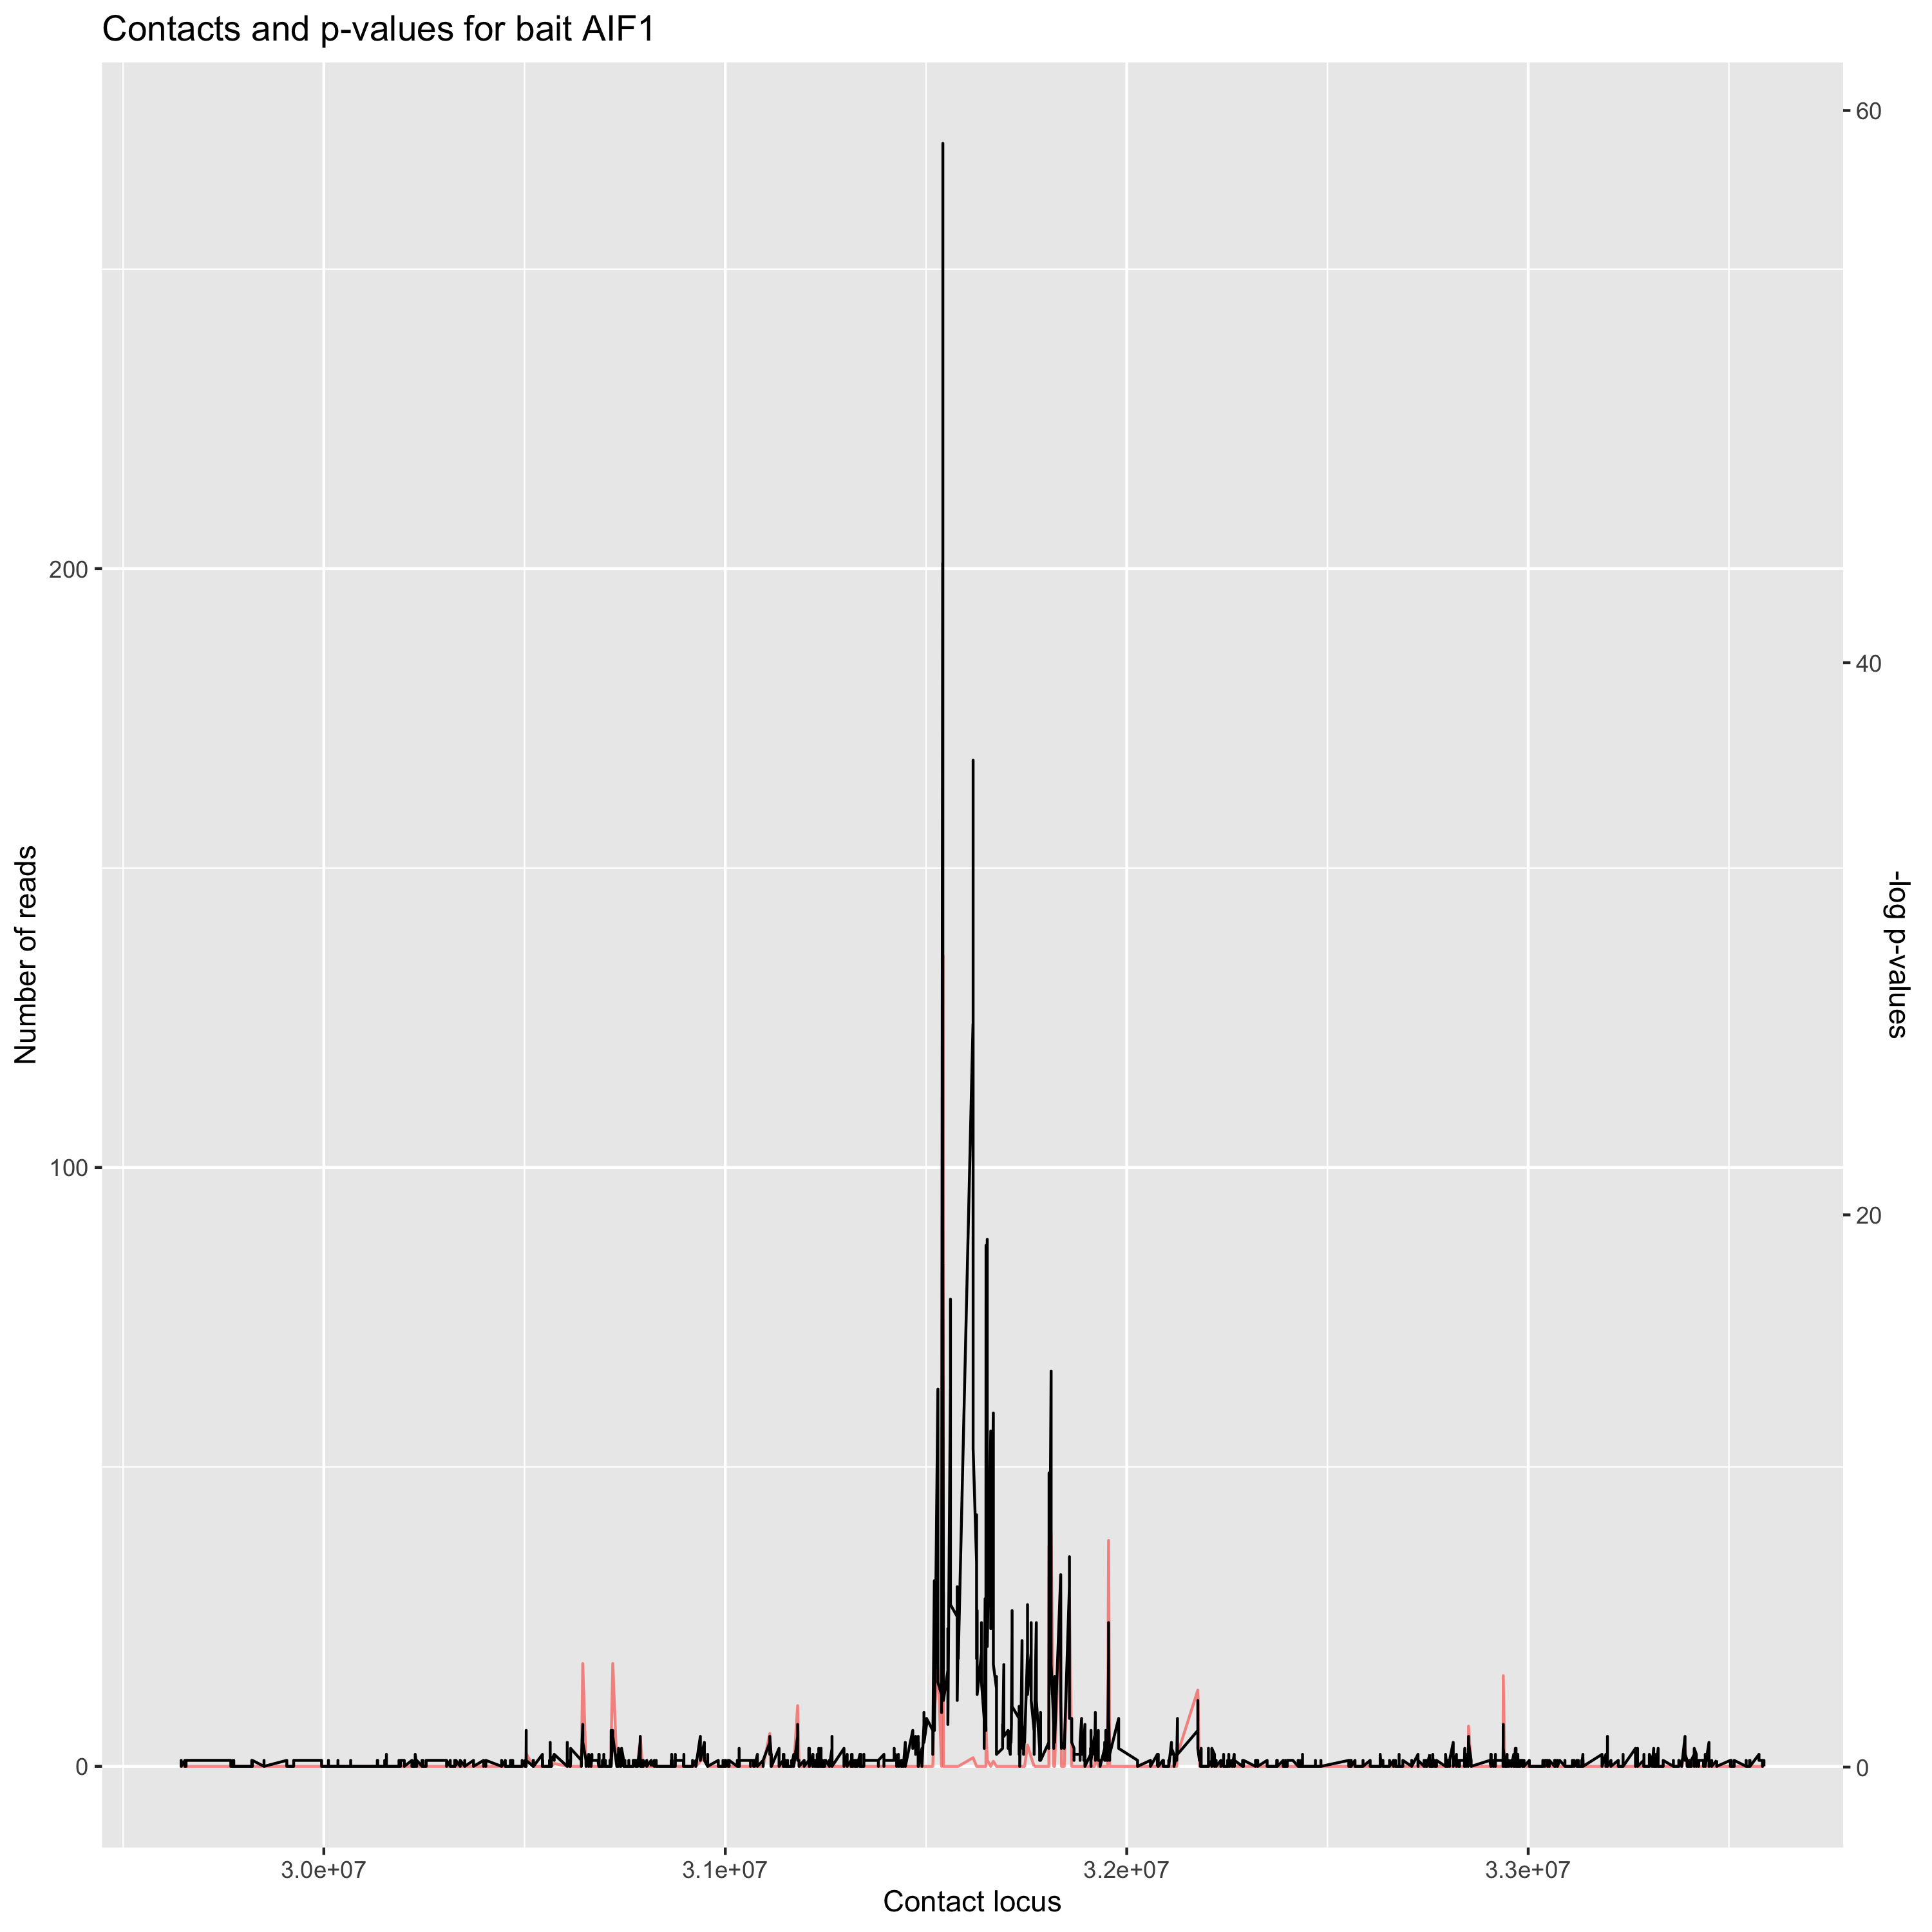 Contacts and p-values for bait AIF1
60
200
40
Number of reads
-log p-values
100
20
0
0
3.0e+07
3.1e+07
3.2e+07
3.3e+07
Contact locus